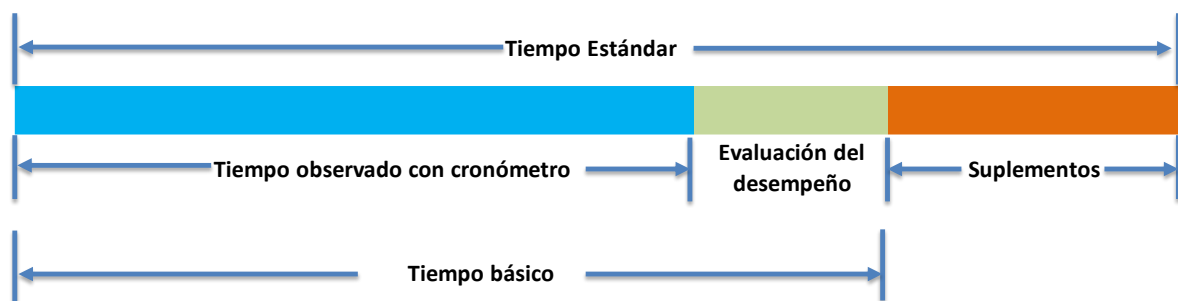 Tiempo Estándar
Tiempo observado con cronómetro
Evaluación del
desempeño
Suplementos
Tiempo básico